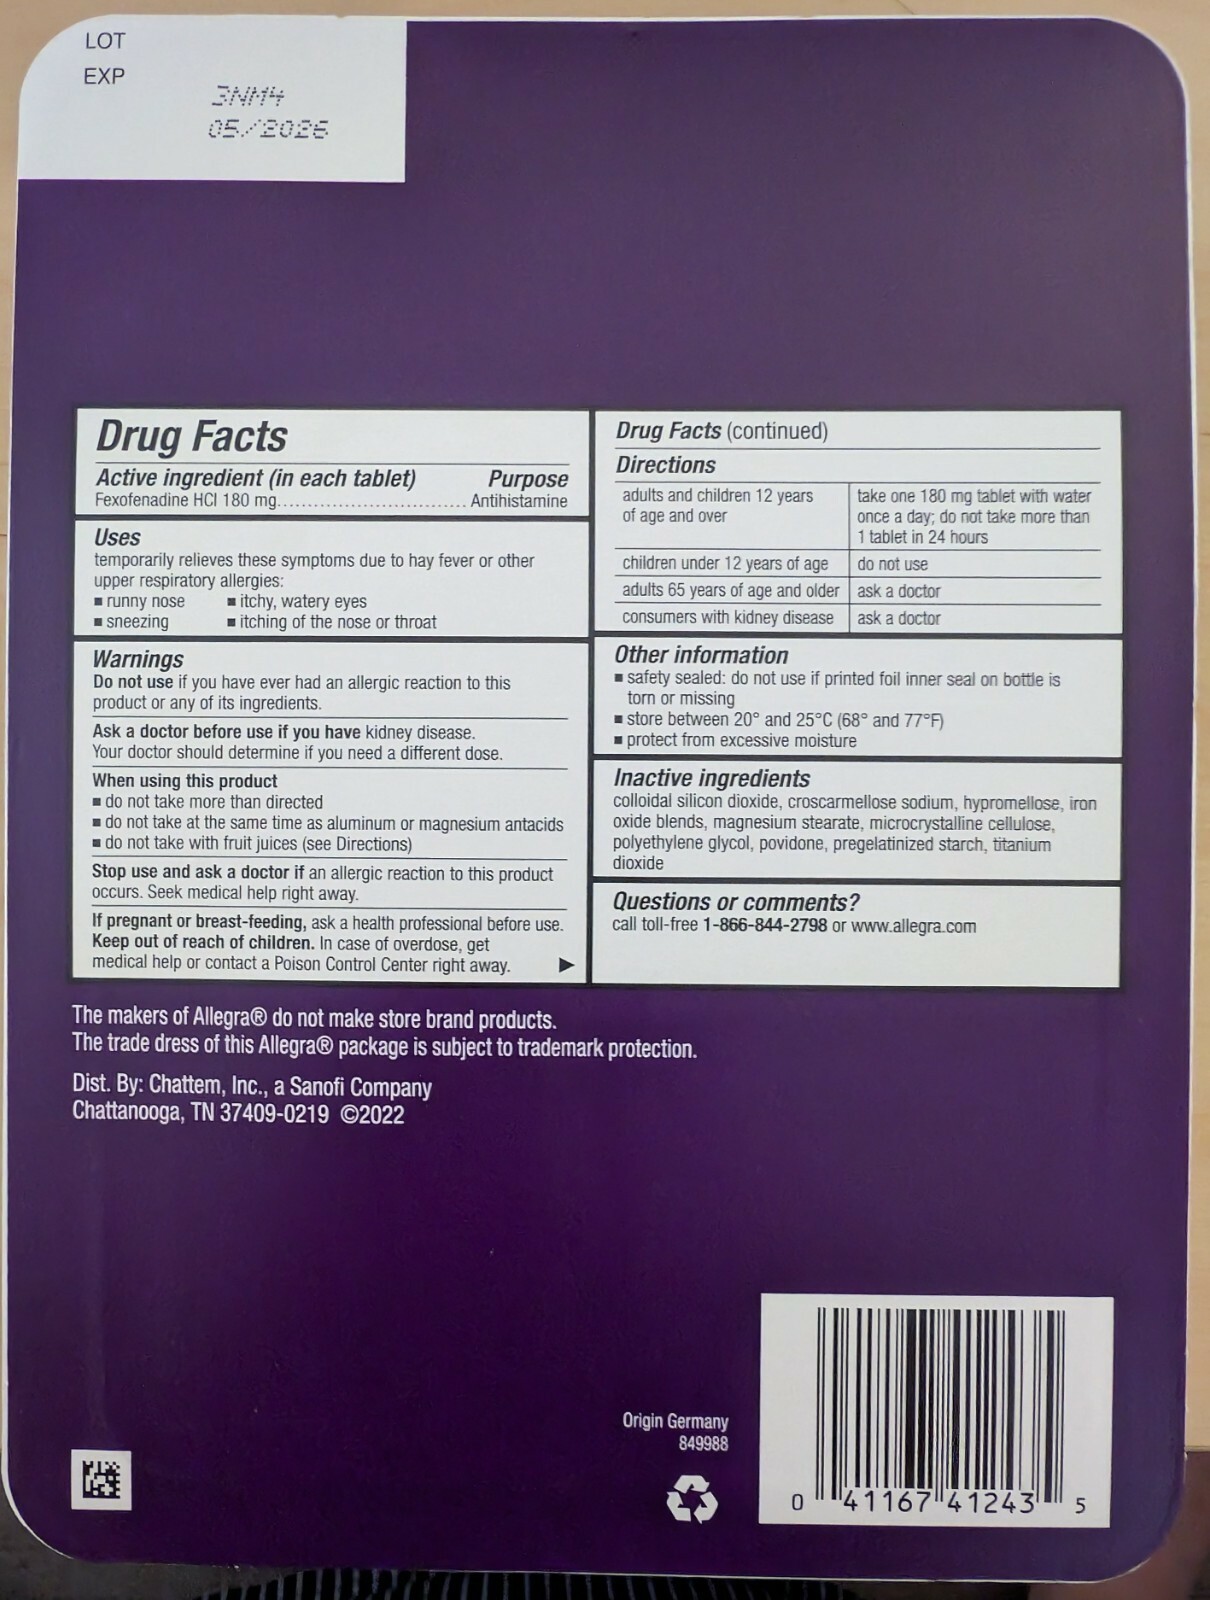 LOT
EXP
3NM4
05/2026
Drug Facts
Active ingredient (in each tablet) Purpose
Fexofenadine HCl 180 mg.............................. Antihistamine
Uses
temporarily relieves these symptoms due to hay fever or other
upper respiratory allergies:
■ runny nose ■ itchy, watery eyes
■ sneezing ■ itching of the nose or throat
Warnings
Do not use if you have ever had an allergic reaction to this
product or any of its ingredients.
Ask a doctor before use if you have kidney disease.
Your doctor should determine if you need a different dose.
When using this product
■ do not take more than directed
■ do not take at the same time as aluminum or magnesium antacids
■ do not take with fruit juices (see Directions)
Stop use and ask a doctor if an allergic reaction to this product
occurs. Seek medical help right away.
If pregnant or breast-feeding, ask a health professional before use.
Keep out of reach of children. In case of overdose, get
medical help or contact a Poison Control Center right away. ►
Drug Facts (continued)
Directions
adults and children 12 years take one 180 mg tablet with water
of age and over once a day; do not take more than
1 tablet in 24 hours
children under 12 years of age do not use
adults 65 years of age and older ask a doctor
consumers with kidney disease ask a doctor
Other information
■ safety sealed: do not use if printed foil inner seal on bottle is
torn or missing
■ store between 20° and 25°C (68° and 77°F)
■ protect from excessive moisture
Inactive ingredients
colloidal silicon dioxide, croscarmellose sodium, hypromellose, iron
oxide blends, magnesium stearate, microcrystalline cellulose,
polyethylene glycol, povidone, pregelatinized starch, titanium
dioxide
Questions or comments?
call toll-free 1-866-844-2798 or www.allegra.com
The makers of Allegra® do not make store brand products.
The trade dress of this Allegra® package is subject to trademark protection.
Dist. By: Chattem, Inc., a Sanofi Company
Chattanooga, TN 37409-0219 ©2022
Origin Germany
849988
0 41167 41243 5